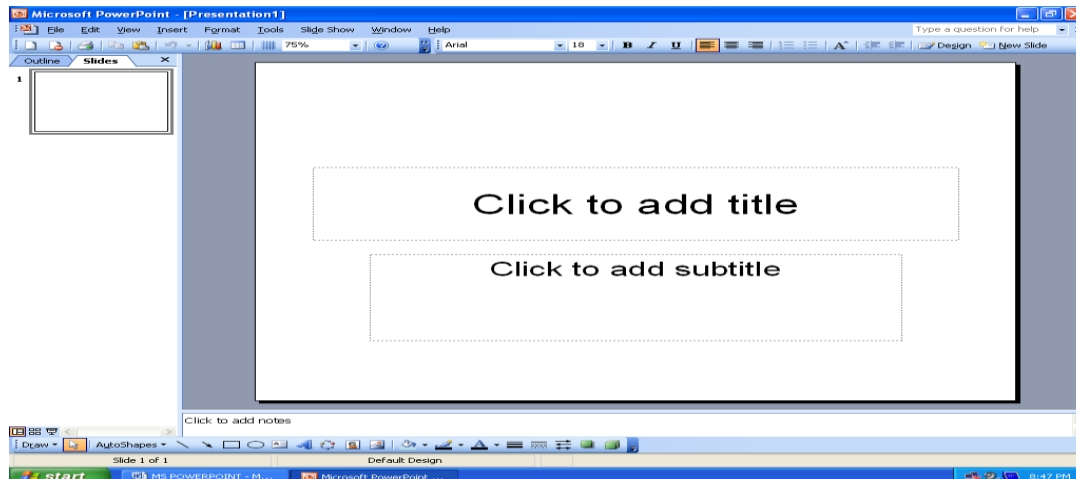 Microsoft PowerPoint - [Presentation1]
File Edit View Insert Format Tools Slide Show Window Help Type a question for help
75% Arial 18 B I U A Design New Slide
Outline Slides
1
Click to add title
Click to add subtitle
Click to add notes
Draw AutoShapes A
Slide 1 of 1 Default Design
start MS POWERPOINT - M... Microsoft PowerPoint ... 8:47 PM